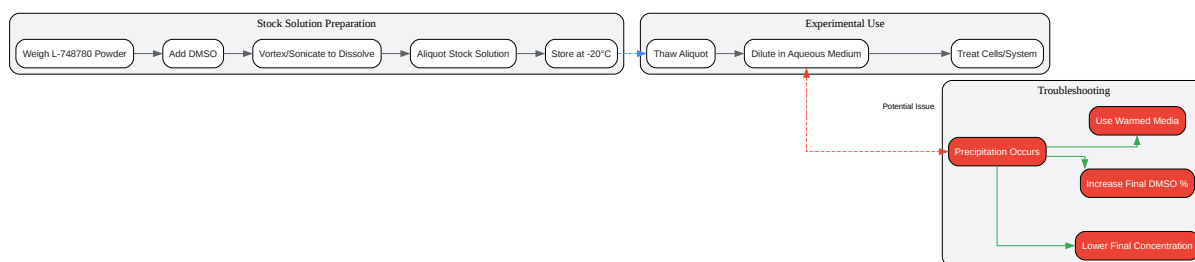 Stock Solution Preparation
Weigh L-748780 Powder
Add DMSO
Vortex/Sonicate to Dissolve
Aliquot Stock Solution
Store at -20°C
Experimental Use
Thaw Aliquot
Dilute in Aqueous Medium
Treat Cells/System
Potential Issue
Troubleshooting
Precipitation Occurs
Use Warmed Media
Increase Final DMSO %
Lower Final Concentration